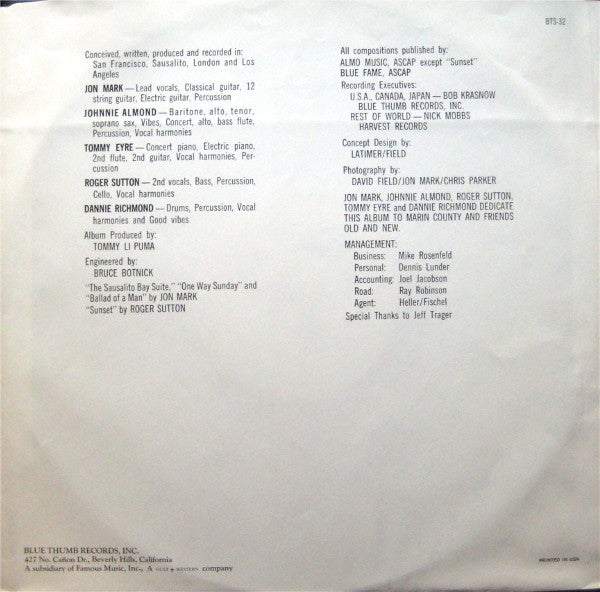 BTS-32
Conceived, written, produced and recorded in:
San Francisco, Sausalito, London and Los
Angeles
JON MARK — Lead vocals, Classical guitar, 12
string guitar, Electric guitar, Percussion
JOHNNIE ALMOND — Baritone, alto, tenor,
soprano sax, Vibes, Concert, alto, bass flute,
Percussion, Vocal harmonies
TOMMY EYRE — Concert piano, Electric piano,
2nd flute, 2nd guitar, Vocal harmonies, Per-
cussion
ROGER SUTTON — 2nd vocals, Bass, Percussion,
Cello, Vocal harmonies
DANNIE RICHMOND — Drums, Percussion, Vocal
harmonies and Good vibes
Album Produced by:
TOMMY LI PUMA
Engineered by:
BRUCE BOTNICK
"The Sausalito Bay Suite," "One Way Sunday" and
"Ballad of a Man" by JON MARK
"Sunset" by ROGER SUTTON
All compositions published by:
ALMO MUSIC, ASCAP except "Sunset"
BLUE FAME, ASCAP
Recording Executives:
U.S.A., CANADA, JAPAN — BOB KRASNOW
BLUE THUMB RECORDS, INC.
REST OF WORLD — NICK MOBBS
HARVEST RECORDS
Concept Design by:
LATIMER/FIELD
Photography by:
DAVID FIELD/JON MARK/CHRIS PARKER
JON MARK, JOHNNIE ALMOND, ROGER SUTTON,
TOMMY EYRE and DANNIE RICHMOND DEDICATE
THIS ALBUM TO MARIN COUNTY AND FRIENDS
OLD AND NEW.
MANAGEMENT:
Business: Mike Rosenfeld
Personal: Dennis Lunder
Accounting: Joel Jacobson
Road: Ray Robinson
Agent: Heller/Fischel
Special Thanks to Jeff Trager
BLUE THUMB RECORDS, INC.
427 No. Cañon Dr., Beverly Hills, California
A subsidiary of Famous Music, Inc., A GULF + WESTERN company
PRINTED IN USA